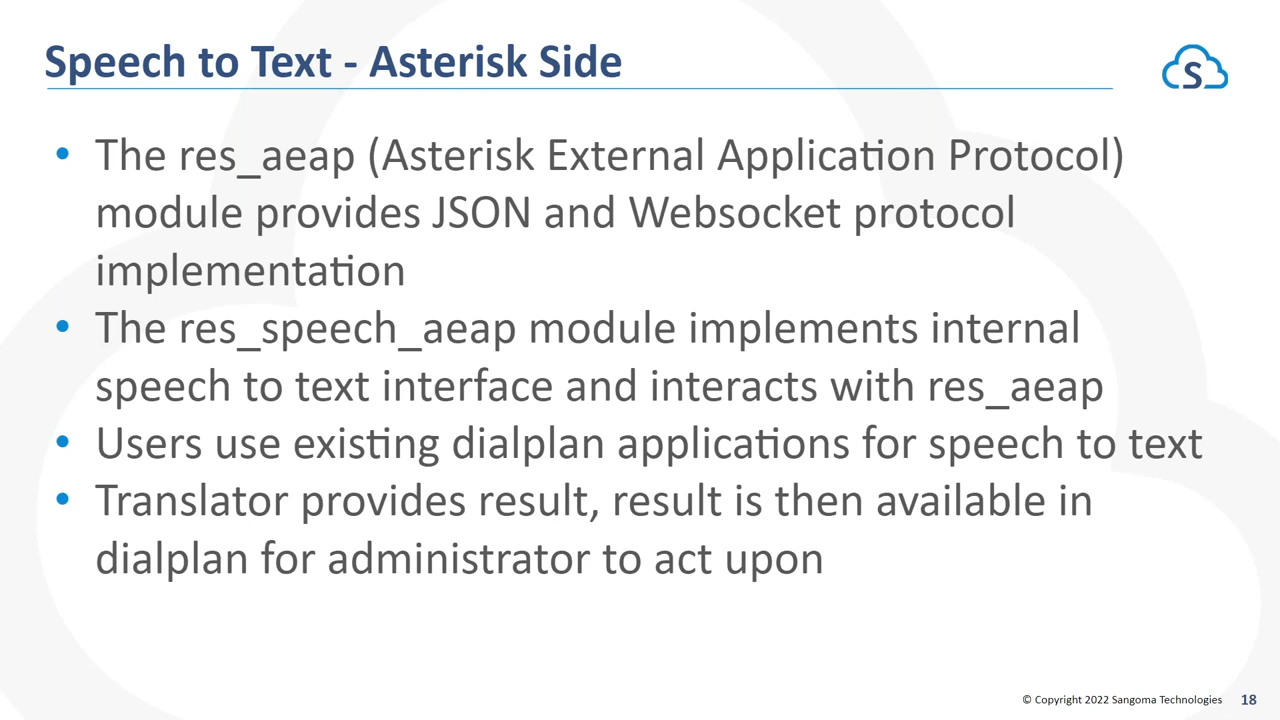 Speech to Text - Asterisk Side
S
• The res_aeap (Asterisk External Application Protocol)
module provides JSON and Websocket protocol
implementation
• The res_speech_aeap module implements internal
speech to text interface and interacts with res_aeap
• Users use existing dialplan applications for speech to text
• Translator provides result, result is then available in
dialplan for administrator to act upon
© Copyright 2022 Sangoma Technologies 18